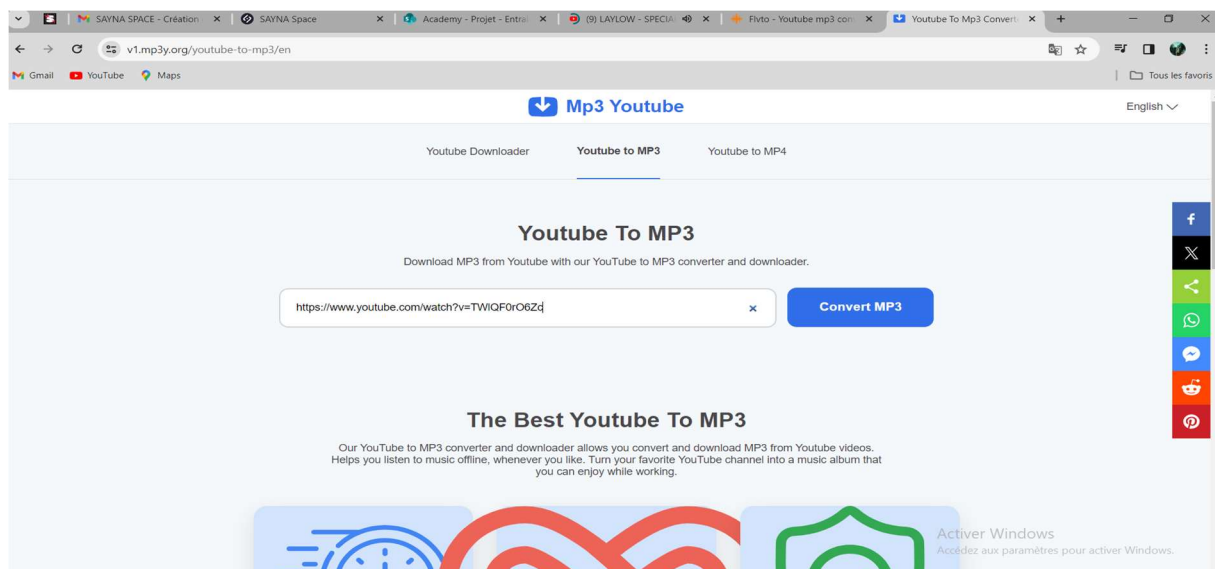 SAYNA SPACE - Création
SAYNA Space
Academy - Projet - Entraî
(9) LAYLOW - SPECIA
Flvto - Youtube mp3 con
Youtube To Mp3 Convert
v1.mp3y.org/youtube-to-mp3/en
Gmail
YouTube
Maps
Tous les favoris
Mp3 Youtube
English
Youtube Downloader
Youtube to MP3
Youtube to MP4
Youtube To MP3
Download MP3 from Youtube with our YouTube to MP3 converter and downloader.
https://www.youtube.com/watch?v=TWIQF0rO6Zq
Convert MP3
The Best Youtube To MP3
Our YouTube to MP3 converter and downloader allows you convert and download MP3 from Youtube videos.
Helps you listen to music offline, whenever you like. Turn your favorite YouTube channel into a music album that
you can enjoy while working.
Activer Windows
Accédez aux paramètres pour activer Windows.